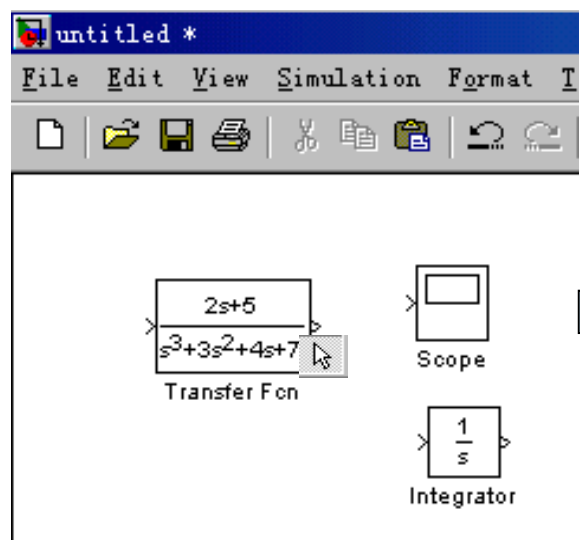 untitled *
File Edit View Simulation Format T
2s+5
s³+3s²+4s+7
Transfer Fcn
Scope
1
s
Integrator